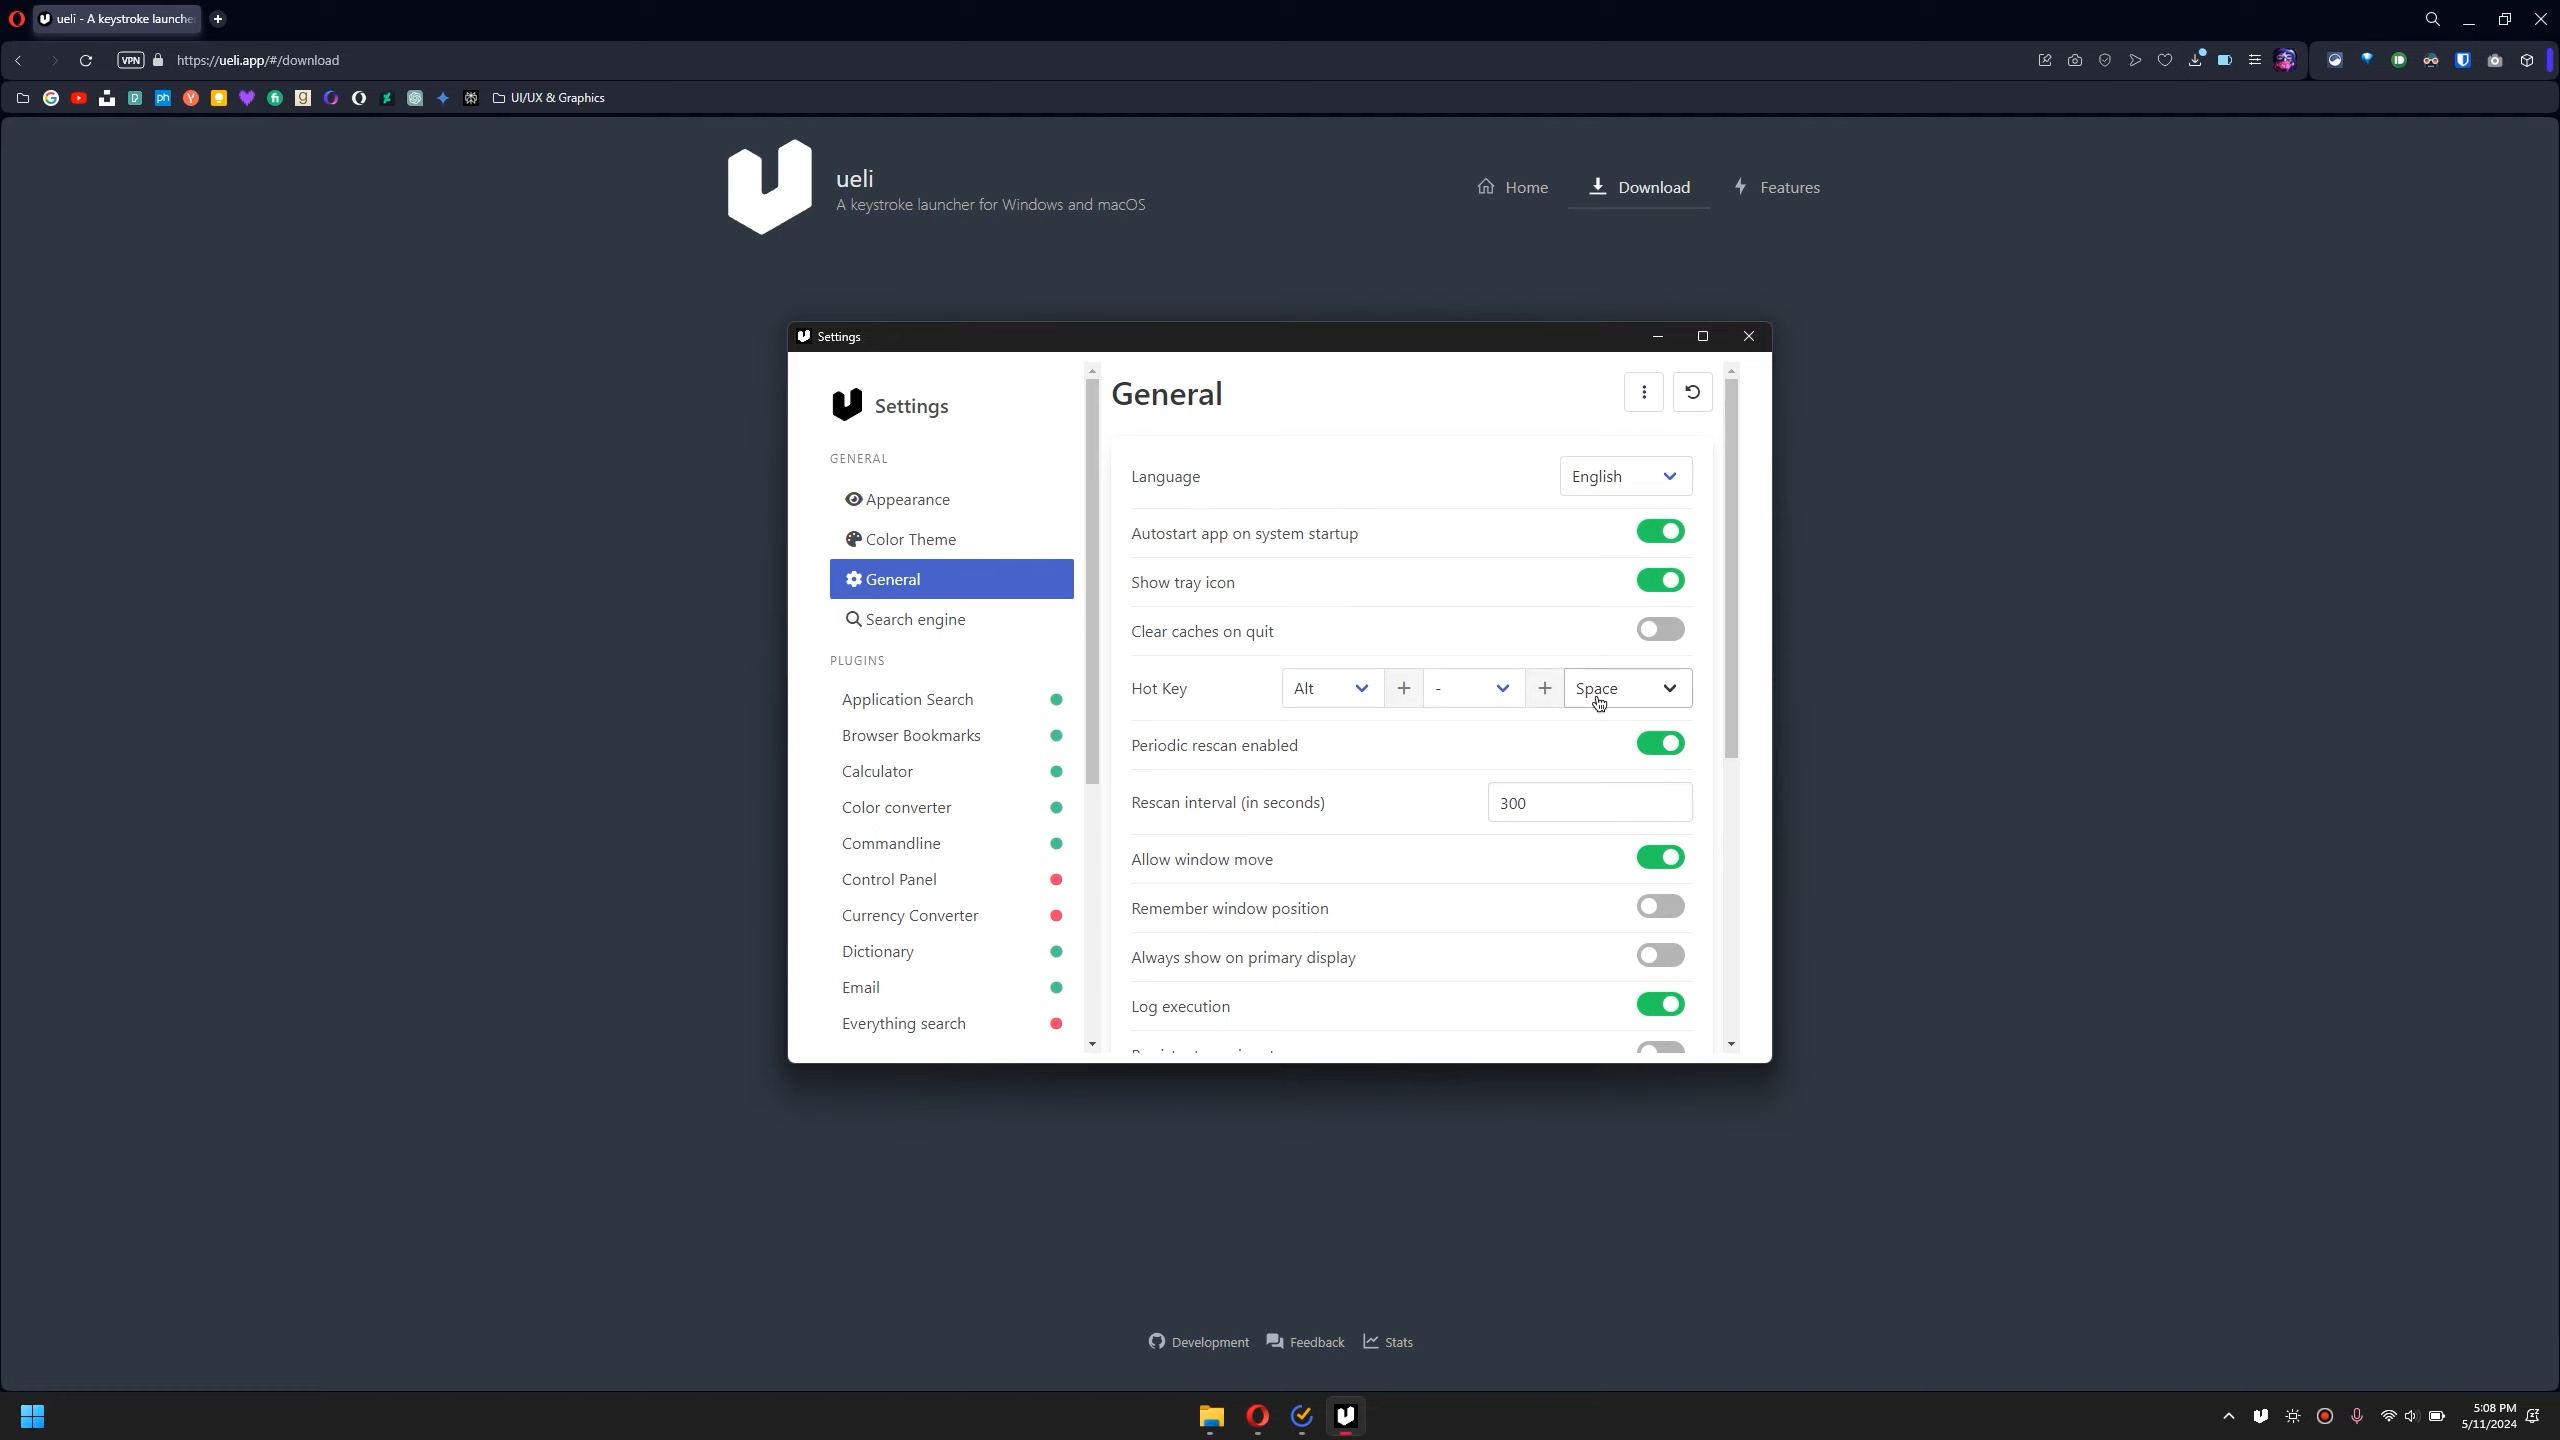 ueli - A keystroke launche
VPN
https://ueli.app/#/download
UI/UX & Graphics
ueli
A keystroke launcher for Windows and macOS
Home
Download
Features
Settings
Settings
GENERAL
Appearance
Color Theme
General
Search engine
PLUGINS
Application Search
Browser Bookmarks
Calculator
Color converter
Commandline
Control Panel
Currency Converter
Dictionary
Email
Everything search
General
Language English
Autostart app on system startup
Show tray icon
Clear caches on quit
Hot Key Alt + - + Space
Periodic rescan enabled
Rescan interval (in seconds) 300
Allow window move
Remember window position
Always show on primary display
Log execution
Development
Feedback
Stats
5:08 PM
5/11/2024